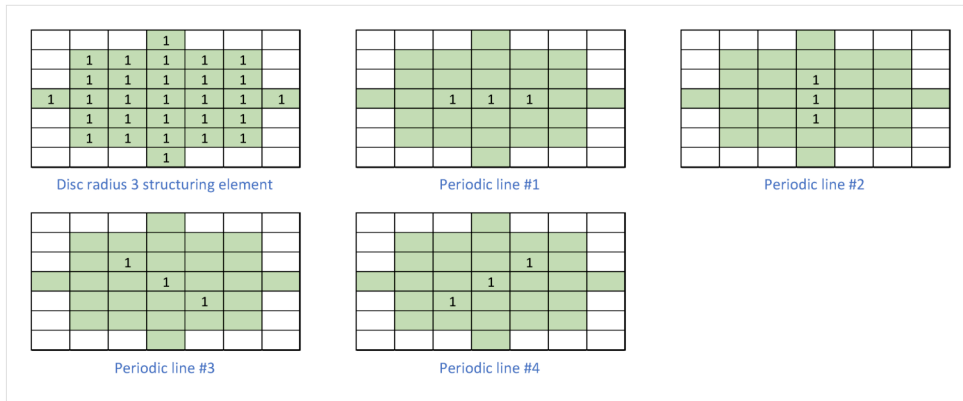 1
1 1 1 1 1
1 1 1 1 1
1 1 1 1 1 1 1
1 1 1 1 1
1 1 1 1 1
1
Disc radius 3 structuring element
1 1 1
Periodic line #1
1
1
1
Periodic line #2
1
1
1
Periodic line #3
1
1
1
Periodic line #4